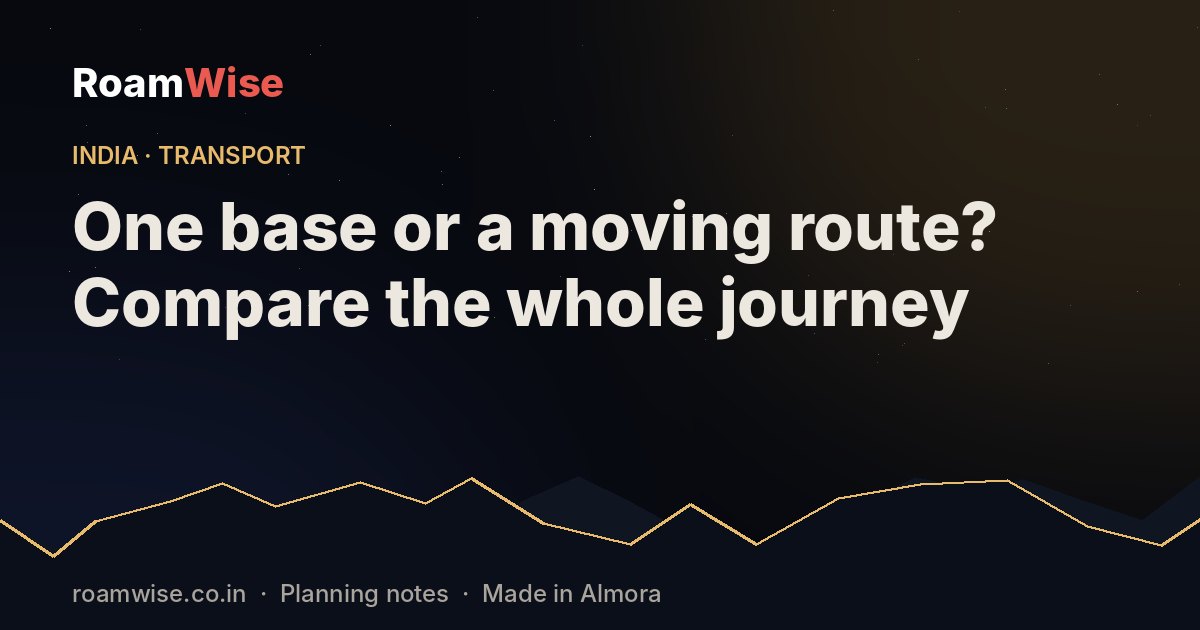 RoamWise
INDIA · TRANSPORT
One base or a moving route?
Compare the whole journey
roamwise.co.in · Planning notes · Made in Almora